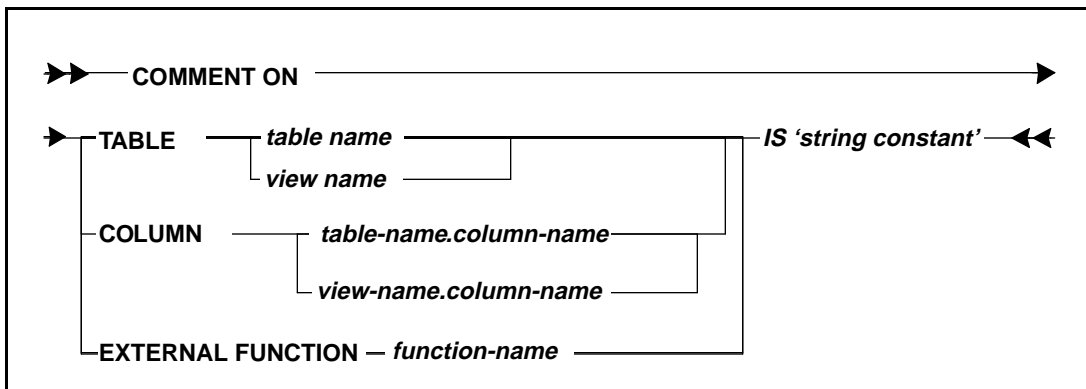 COMMENT ON
TABLE table name IS ‘string constant’
view name
COLUMN table-name.column-name
view-name.column-name
EXTERNAL FUNCTION function-name